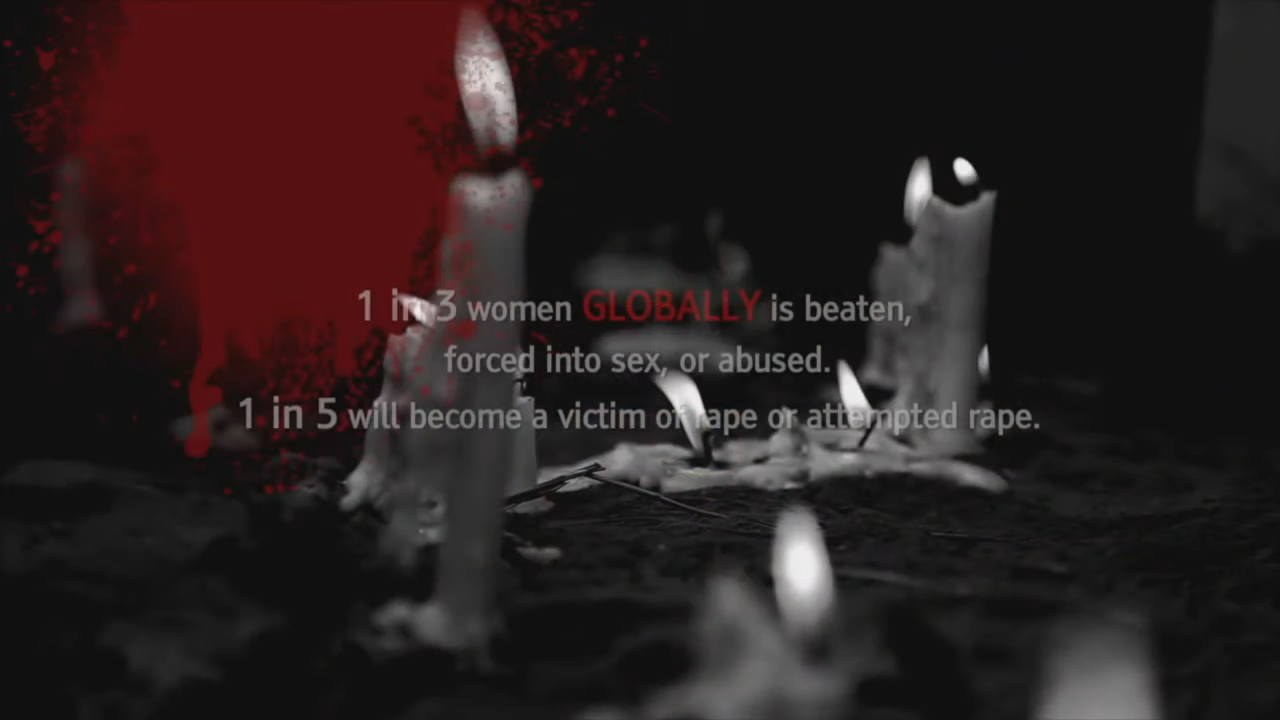 1 in 3 women GLOBALLY is beaten,
forced into sex, or abused.
1 in 5 will become a victim of rape or attempted rape.